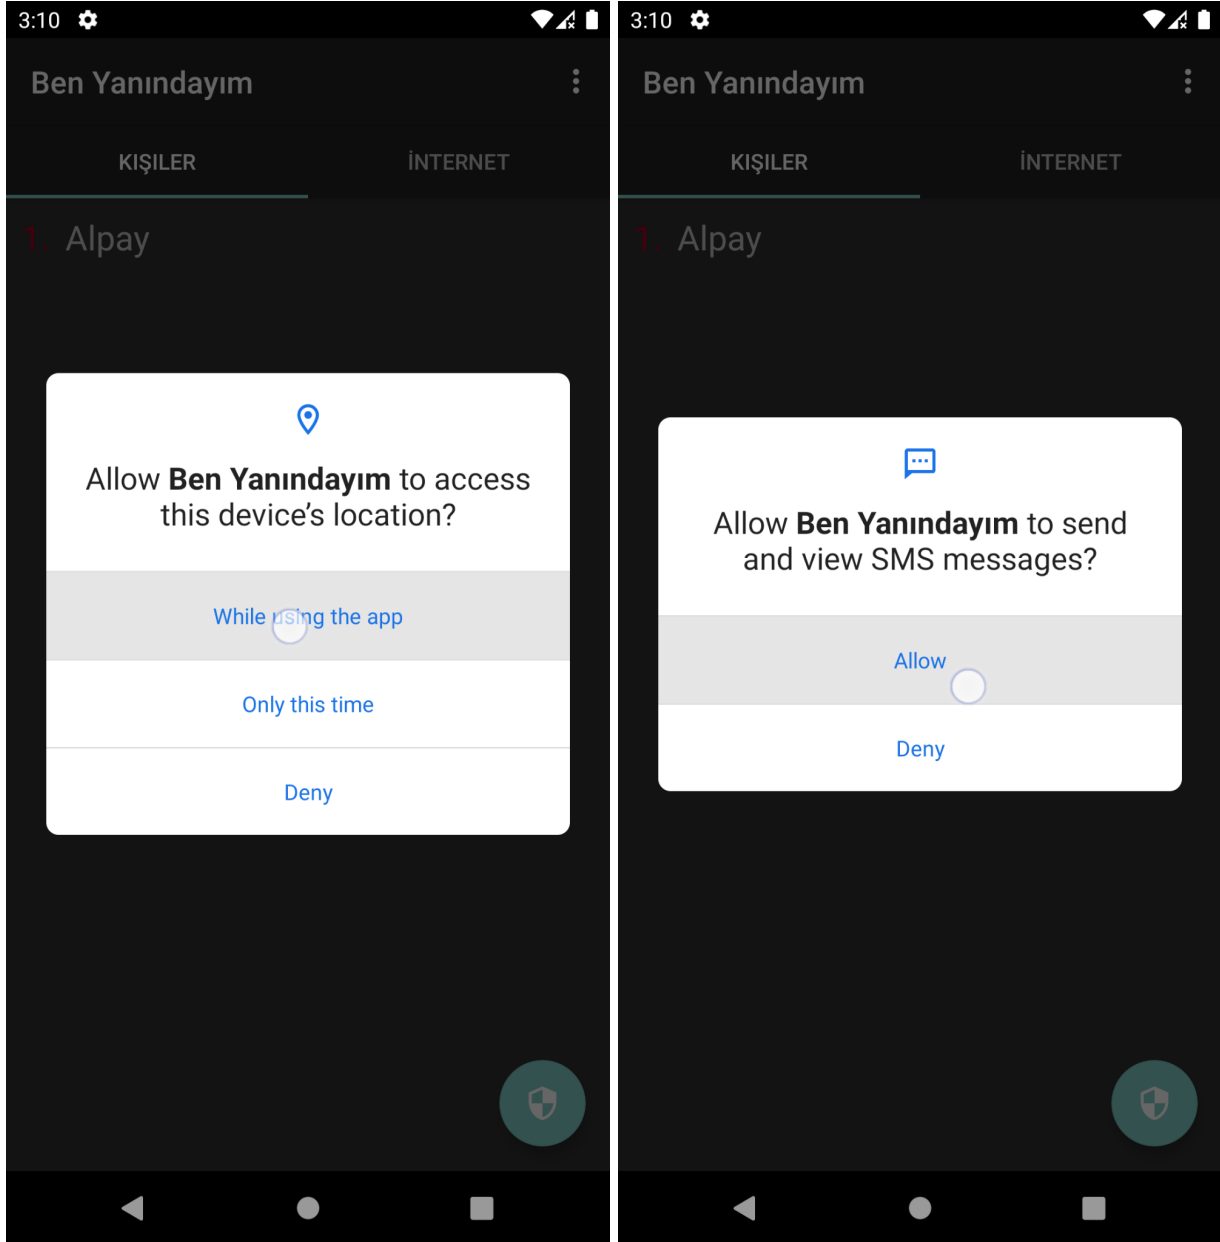 3:10
Ben Yanındayım
KIŞILER
İNTERNET
1. Alpay
Allow Ben Yanındayım to access
this device's location?
While using the app
Only this time
Deny
3:10
Ben Yanındayım
KIŞILER
İNTERNET
1. Alpay
Allow Ben Yanındayım to send
and view SMS messages?
Allow
Deny